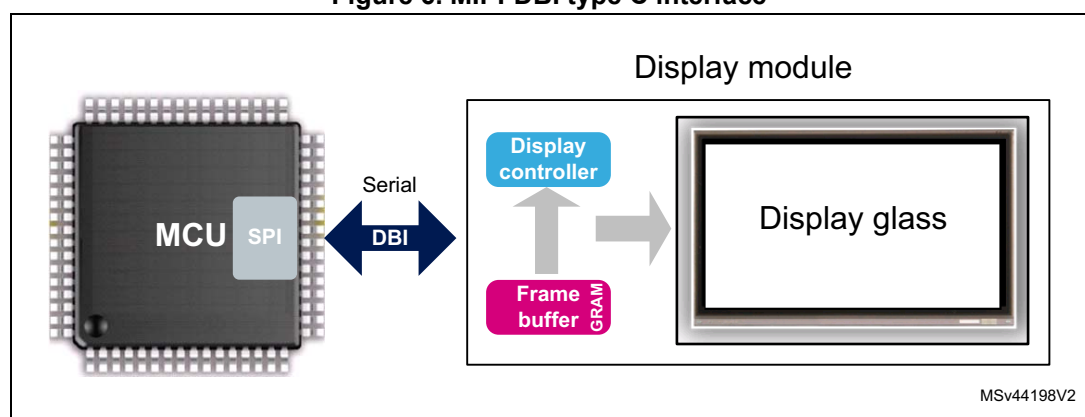 Display module
Display
controller
Serial
MCU
SPI
DBI
Display glass
Frame
buffer
GRAM
MSv44198V2